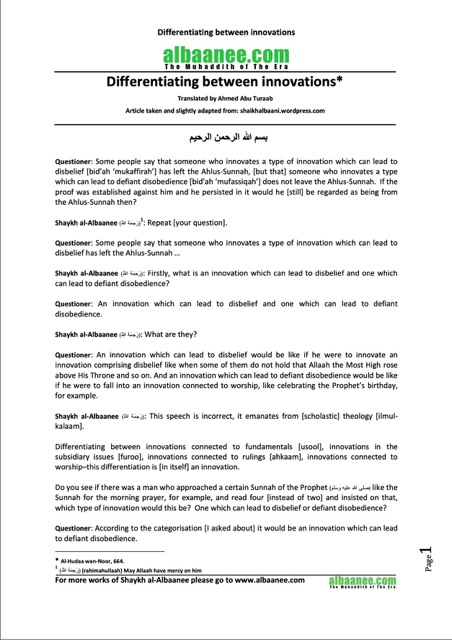 Differentiating between innovations
albaanee.com
The Muhaddith of The Era
Differentiating between innovations*
Translated by Ahmed Abu Turaab
Article taken and slightly adapted from: shaikhalbaani.wordpress.com
بسم الله الرحمن الرحيم
Questioner: Some people say that someone who innovates a type of innovation which can lead to
disbelief [bid'ah 'mukaffirah'] has left the Ahlus-Sunnah, [but that] someone who innovates a type
which can lead to defiant disobedience [bid'ah 'mufassiqah'] does not leave the Ahlus-Sunnah. If the
proof was established against him and he persisted in it would he [still] be regarded as being from
the Ahlus-Sunnah then?
Shaykh al-Albaanee (رَحِمَهُ اللهُ)1: Repeat [your question].
Questioner: Some people say that someone who innovates a type of innovation which can lead to
disbelief has left the Ahlus-Sunnah ...
Shaykh al-Albaanee (رَحِمَهُ اللهُ): Firstly, what is an innovation which can lead to disbelief and one which
can lead to defiant disobedience?
Questioner: An innovation which can lead to disbelief and one which can lead to defiant
disobedience.
Shaykh al-Albaanee (رَحِمَهُ اللهُ): What are they?
Questioner: An innovation which can lead to disbelief would be like if he were to innovate an
innovation comprising disbelief like when some of them do not hold that Allaah the Most High rose
above His Throne and so on. And an innovation which can lead to defiant disobedience would be like
if he were to fall into an innovation connected to worship, like celebrating the Prophet's birthday,
for example.
Shaykh al-Albaanee (رَحِمَهُ اللهُ): This speech is incorrect, it emanates from [scholastic] theology [ilmul-
kalaam].
Differentiating between innovations connected to fundamentals [usool], innovations in the
subsidiary issues [furoo], innovations connected to rulings [ahkaam], innovations connected to
worship–this differentiation is [in itself] an innovation.
Do you see if there was a man who approached a certain Sunnah of the Prophet (صلى الله عليه وسلم) like the
Sunnah for the morning prayer, for example, and read four [instead of two] and insisted on that,
which type of innovation would this be? One which can lead to disbelief or defiant disobedience?
Questioner: According to the categorisation [I asked about] it would be an innovation which can lead
to defiant disobedience.
* Al-Hudaa wan-Noor, 664.
1 (رَحِمَهُ اللهُ) (rahimahullaah) May Allaah have mercy on him
For more works of Shaykh al-Albaanee please go to www.albaanee.com
albaanee.com
The Muhaddith of The Era
Page1